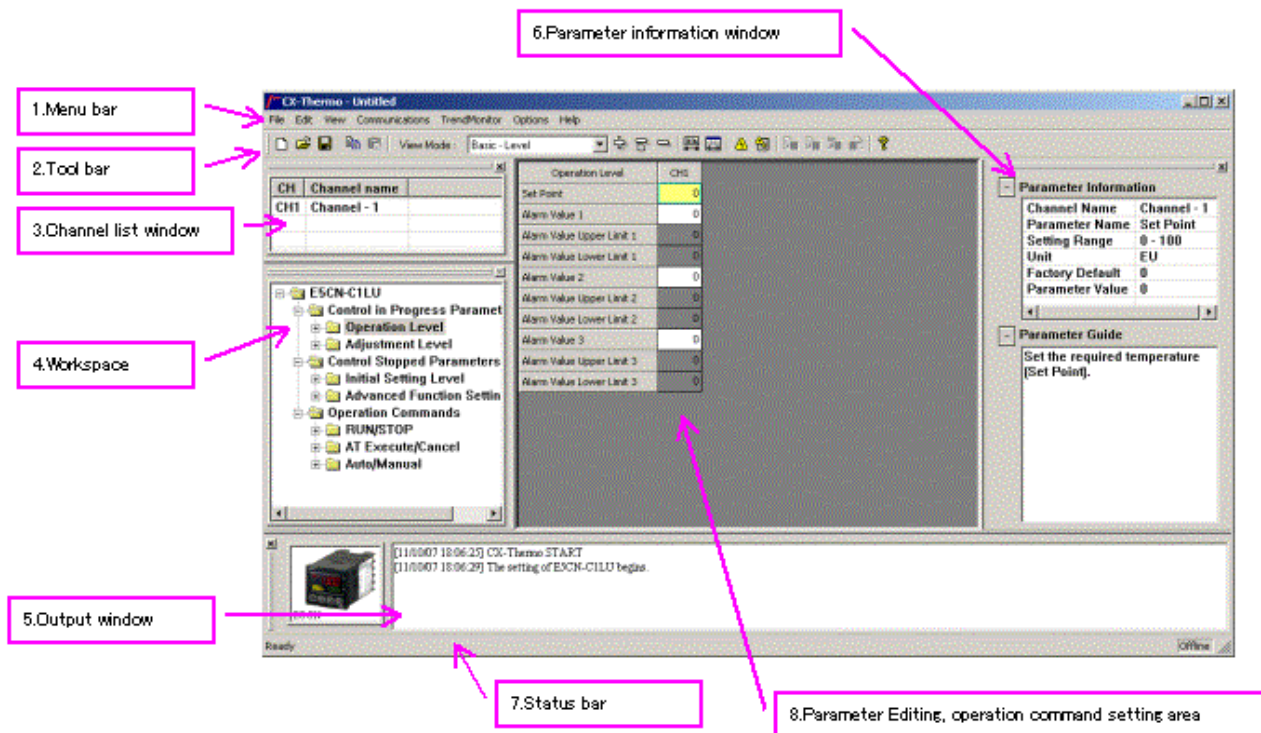 6.Parameter information window
1.Menu bar
2.Tool bar
3.Channel list window
4.Workspace
5.Output window
7.Status bar
8.Parameter Editing, operation command setting area
CX-Thermo - Untitled
File Edit View Communications TrendMonitor Options Help
View Mode : Basic - Level
CH Channel name
CH1 Channel - 1
E5CN-C1LU
Control in Progress Paramet
Operation Level
Adjustment Level
Control Stopped Parameters
Initial Setting Level
Advanced Function Settin
Operation Commands
RUN/STOP
AT Execute/Cancel
Auto/Manual
Operation Level CH1
Set Point 0
Alarm Value 1 0
Alarm Value Upper Limit 1 0
Alarm Value Lower Limit 1 0
Alarm Value 2 0
Alarm Value Upper Limit 2 0
Alarm Value Lower Limit 2 0
Alarm Value 3 0
Alarm Value Upper Limit 3 0
Alarm Value Lower Limit 3 0
Parameter Information
Channel Name Channel - 1
Parameter Name Set Point
Setting Range 0 - 100
Unit EU
Factory Default 0
Parameter Value 0
Parameter Guide
Set the required temperature
(Set Point).
[11/10/07 18:06:25] CX-Thermo START
[11/10/07 18:06:29] The setting of E5CN-C1LU begins.
Ready
Offline